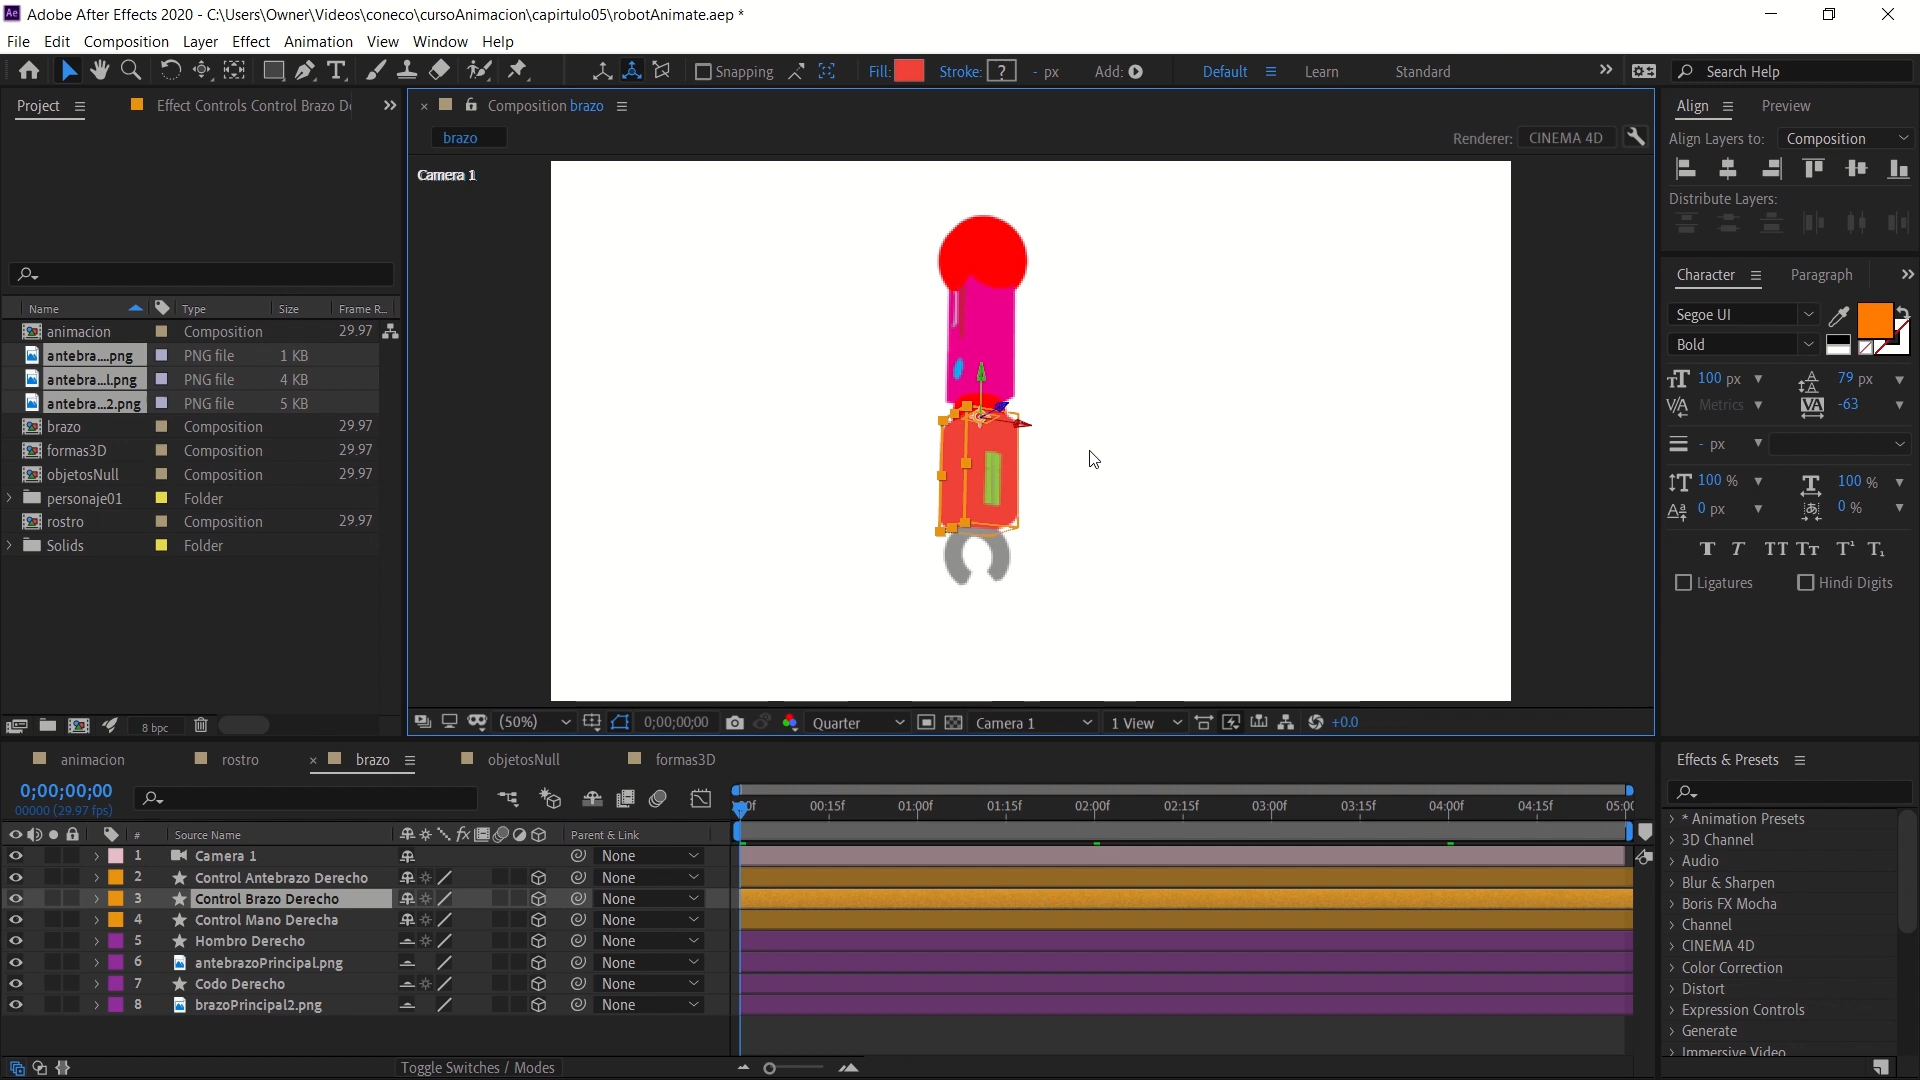 Adobe After Effects 2020 - C:\Users\Owner\Videos\coneco\cursoAnimacion\capirtulo05\robotAnimate.aep *
File Edit Composition Layer Effect Animation View Window Help
Snapping Fill: Stroke: ? - px Add: Default Learn Standard Search Help
Project Effect Controls Control Brazo De
Composition brazo
Align Preview
brazo
Renderer: CINEMA 4D
Align Layers to: Composition
Camera 1
Distribute Layers:
Character Paragraph
Name Type Size Frame R...
Segoe UI
animacion Composition 29.97
Bold
antebra....png PNG file 1 KB
antebra...l.png PNG file 4 KB
100 px 79 px
antebra...2.png PNG file 5 KB
Metrics -63
brazo Composition 29.97
formas3D Composition 29.97
- px
objetosNull Composition 29.97
100 % 100 %
personaje01 Folder
0 px 0 %
rostro Composition 29.97
Solids Folder
T T TT Tt T¹ T₁
Ligatures Hindi Digits
8 bpc (50%) 0;00;00;00 Quarter Camera 1 1 View +0.0
animacion rostro brazo objetosNull formas3D
Effects & Presets
0;00;00;00
00000 (29.97 fps)
00:15f 01:00f 01:15f 02:00f 02:15f 03:00f 03:15f 04:00f 04:15f
# Source Name fx Parent & Link
1 Camera 1 None
2 Control Antebrazo Derecho None
3 Control Brazo Derecho None
4 Control Mano Derecha None
5 Hombro Derecho None
6 antebrazoPrincipal.png None
7 Codo Derecho None
8 brazoPrincipal2.png None
Toggle Switches / Modes
* Animation Presets
3D Channel
Audio
Blur & Sharpen
Boris FX Mocha
Channel
CINEMA 4D
Color Correction
Distort
Expression Controls
Generate
Immersive Video